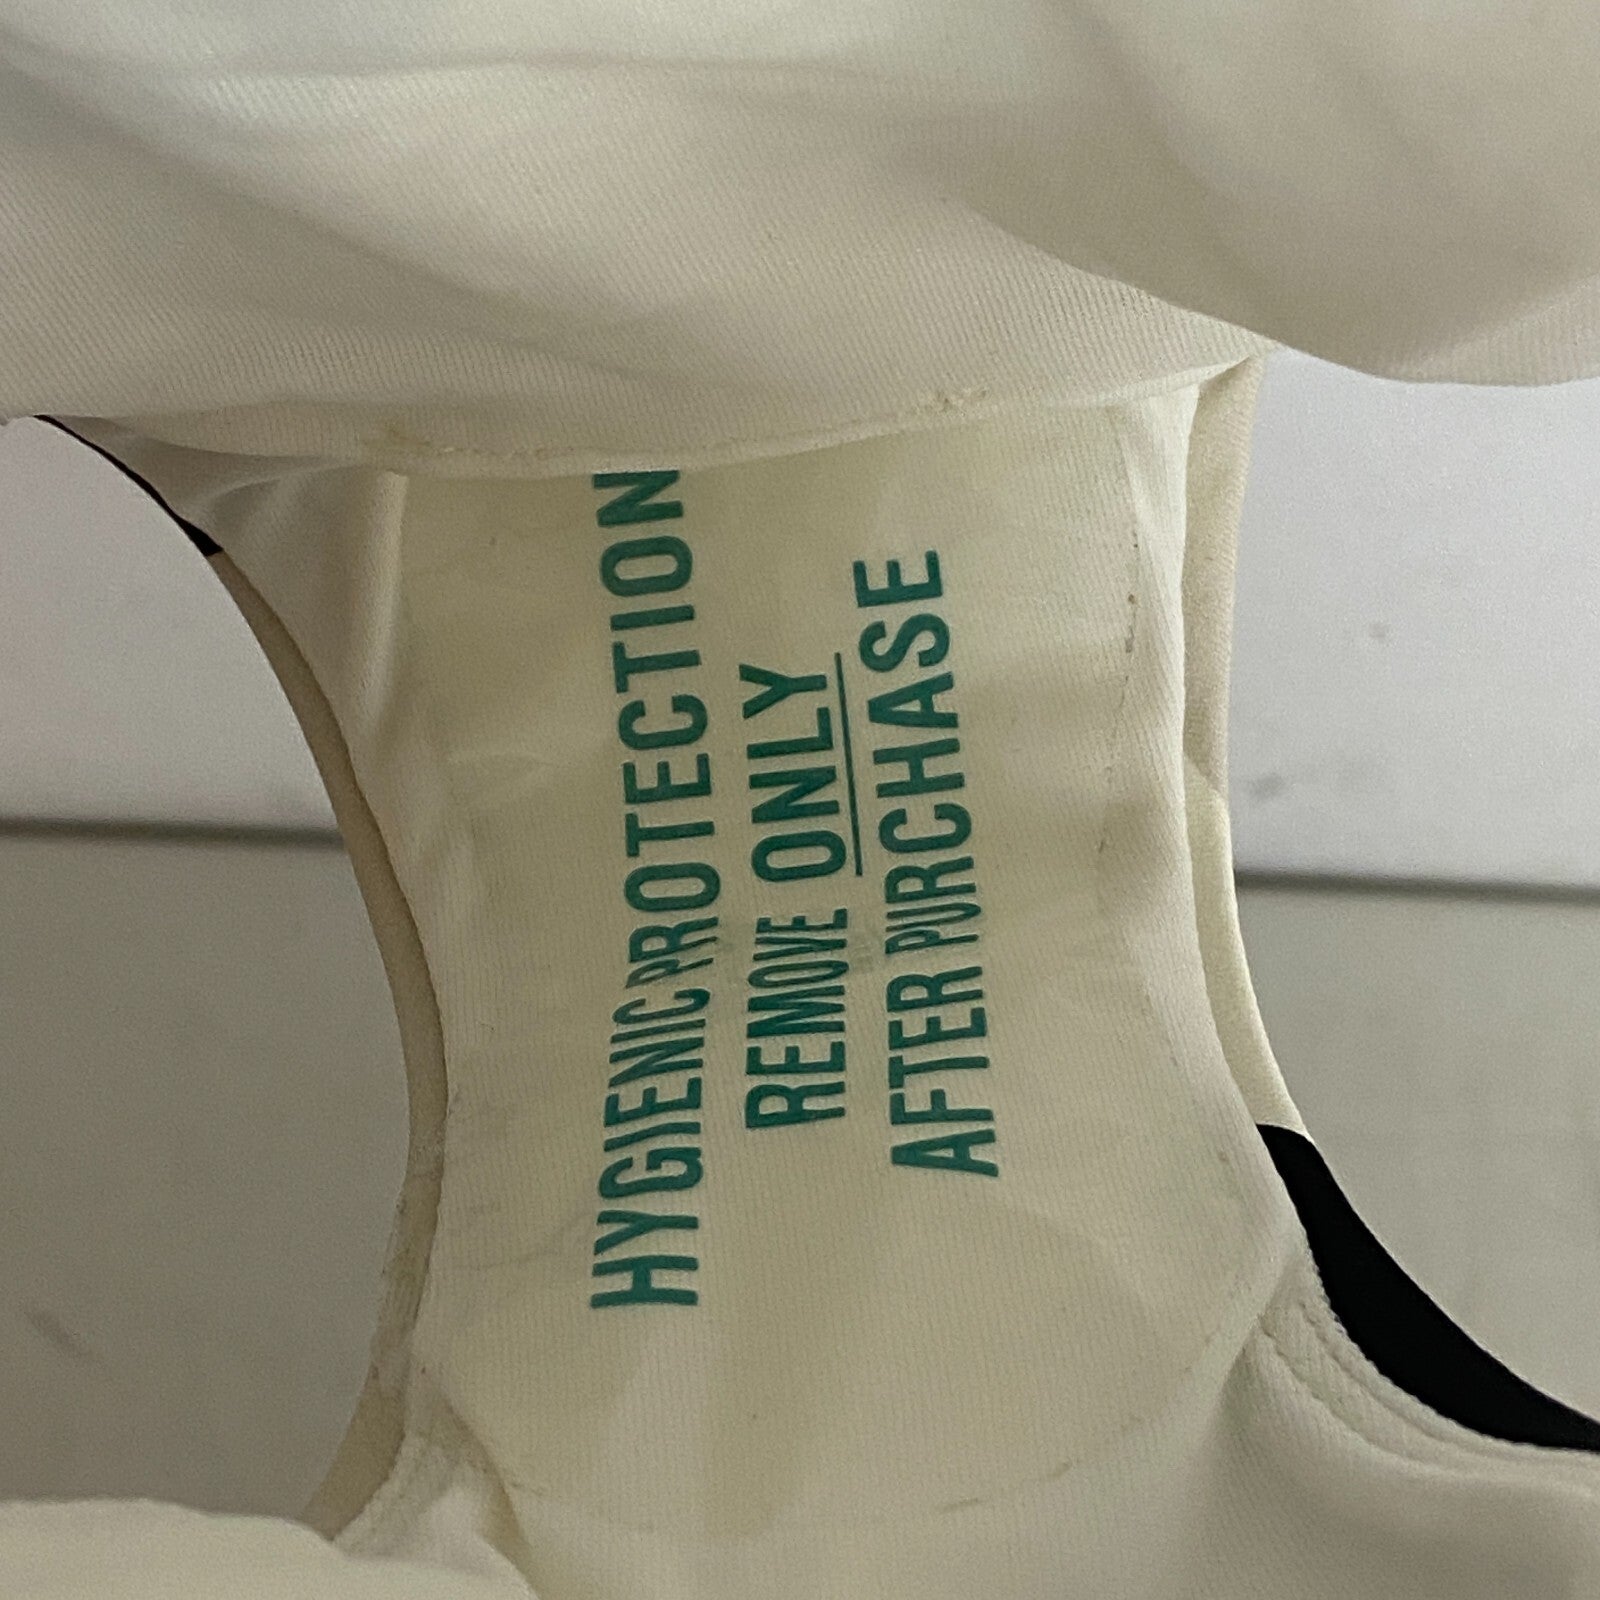 HYGIENIC PROTECTION
REMOVE ONLY
AFTER PURCHASE